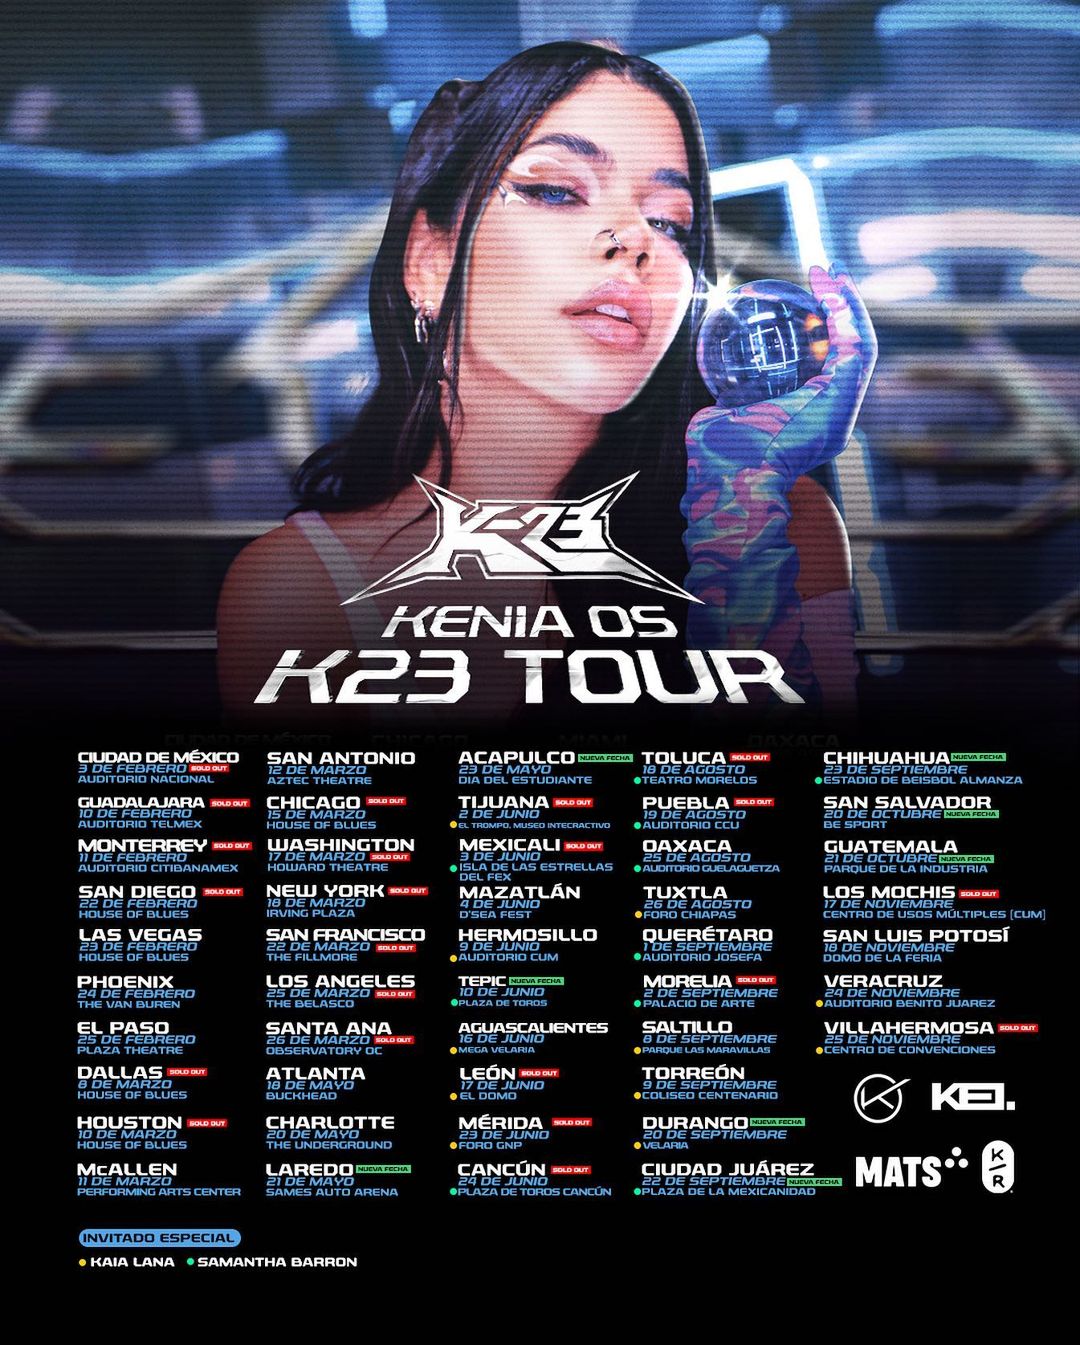 K-23
KENIA OS
K23 TOUR
CIUDAD DE MÉXICO
3 DE FEBRERO SOLD OUT
AUDITORIO NACIONAL
GUADALAJARA SOLD OUT
10 DE FEBRERO
AUDITORIO TELMEX
MONTERREY SOLD OUT
11 DE FEBRERO
AUDITORIO CITIBANAMEX
SAN DIEGO SOLD OUT
22 DE FEBRERO
HOUSE OF BLUES
LAS VEGAS
23 DE FEBRERO
HOUSE OF BLUES
PHOENIX
24 DE FEBRERO
THE VAN BUREN
EL PASO
25 DE FEBRERO
PLAZA THEATRE
DALLAS SOLD OUT
8 DE MARZO
HOUSE OF BLUES
HOUSTON SOLD OUT
10 DE MARZO
HOUSE OF BLUES
McALLEN
11 DE MARZO
PERFORMING ARTS CENTER
SAN ANTONIO
12 DE MARZO
AZTEC THEATRE
CHICAGO SOLD OUT
15 DE MARZO
HOUSE OF BLUES
WASHINGTON
17 DE MARZO SOLD OUT
HOWARD THEATRE
NEW YORK SOLD OUT
18 DE MARZO
IRVING PLAZA
SAN FRANCISCO
22 DE MARZO SOLD OUT
THE FILLMORE
LOS ANGELES
25 DE MARZO SOLD OUT
THE BELASCO
SANTA ANA
26 DE MARZO SOLD OUT
OBSERVATORY OC
ATLANTA
18 DE MAYO
BUCKHEAD
CHARLOTTE
20 DE MAYO
THE UNDERGROUND
LAREDO NUEVA FECHA
21 DE MAYO
SAMES AUTO ARENA
ACAPULCO NUEVA FECHA
23 DE MAYO
DIA DEL ESTUDIANTE
TIJUANA SOLD OUT
2 DE JUNIO
EL TROMPO, MUSEO INTECRACTIVO
MEXICALI SOLD OUT
3 DE JUNIO
ISLA DE LAS ESTRELLAS
DEL FEX
MAZATLÁN
4 DE JUNIO
D'SEA FEST
HERMOSILLO
9 DE JUNIO
AUDITORIO CUM
TEPIC NUEVA FECHA
10 DE JUNIO
PLAZA DE TOROS
AGUASCALIENTES
16 DE JUNIO
MEGA VELARIA
LEÓN SOLD OUT
17 DE JUNIO
EL DOMO
MÉRIDA SOLD OUT
23 DE JUNIO
FORO GNP
CANCÚN SOLD OUT
24 DE JUNIO
PLAZA DE TOROS CANCÚN
TOLUCA SOLD OUT
18 DE AGOSTO
TEATRO MORELOS
PUEBLA SOLD OUT
19 DE AGOSTO
AUDITORIO CCU
OAXACA
25 DE AGOSTO
AUDITORIO GUELAGUETZA
TUXTLA
26 DE AGOSTO
FORO CHIAPAS
QUERÉTARO
1 DE SEPTIEMBRE
AUDITORIO JOSEFA
MORELIA SOLD OUT
2 DE SEPTIEMBRE
PALACIO DE ARTE
SALTILLO
8 DE SEPTIEMBRE
PARQUE LAS MARAVILLAS
TORREÓN
9 DE SEPTIEMBRE
COLISEO CENTENARIO
DURANGO NUEVA FECHA
20 DE SEPTIEMBRE
VELARIA
CIUDAD JUÁREZ
22 DE SEPTIEMBRE NUEVA FECHA
PLAZA DE LA MEXICANIDAD
CHIHUAHUA NUEVA FECHA
23 DE SEPTIEMBRE
ESTADIO DE BEISBOL ALMANZA
SAN SALVADOR
20 DE OCTUBRE NUEVA FECHA
BE SPORT
GUATEMALA
21 DE OCTUBRE NUEVA FECHA
PARQUE DE LA INDUSTRIA
LOS MOCHIS SOLD OUT
17 DE NOVIEMBRE
CENTRO DE USOS MÚLTIPLES [CUM]
SAN LUIS POTOSÍ
18 DE NOVIEMBRE
DOMO DE LA FERIA
VERACRUZ
24 DE NOVIEMBRE
AUDITORIO BENITO JUAREZ
VILLAHERMOSA SOLD OUT
25 DE NOVIEMBRE
CENTRO DE CONVENCIONES
MATS
K/R
INVITADO ESPECIAL
KAIA LANA SAMANTHA BARRON